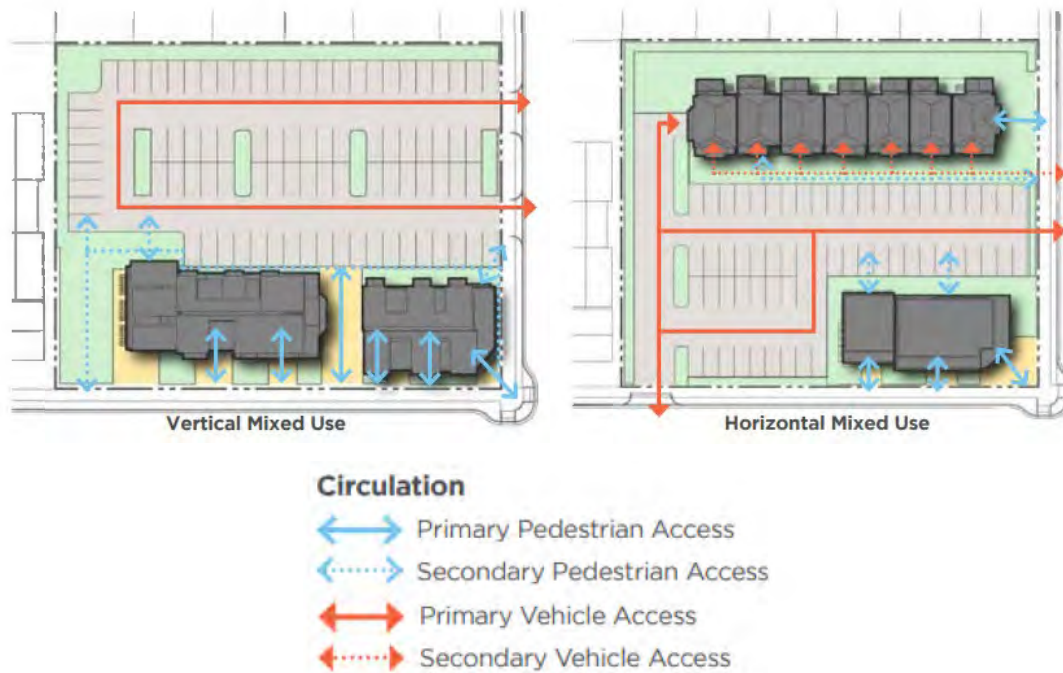 Vertical Mixed Use
Horizontal Mixed Use
Circulation
Primary Pedestrian Access
Secondary Pedestrian Access
Primary Vehicle Access
Secondary Vehicle Access